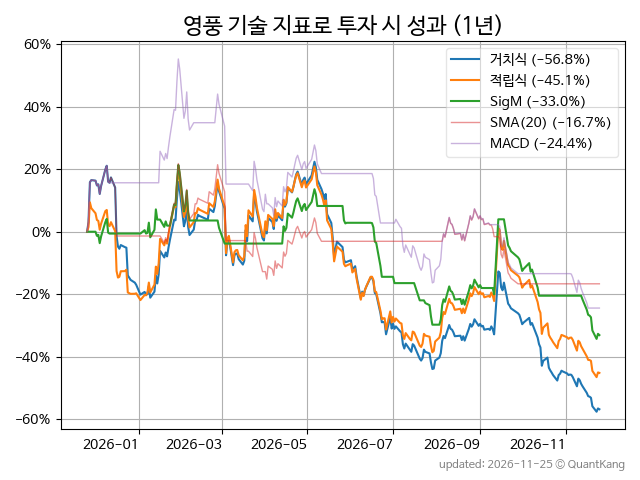 영풍 기술 지표로 투자 시 성과 (1년)
거치식 (−56.8%)
적립식 (−45.1%)
SigM (−33.0%)
SMA(20) (−16.7%)
MACD (−24.4%)
60%
40%
20%
0%
−20%
−40%
−60%
2026-01
2026-03
2026-05
2026-07
2026-09
2026-11
updated: 2026-11-25 ⓒ QuantKang